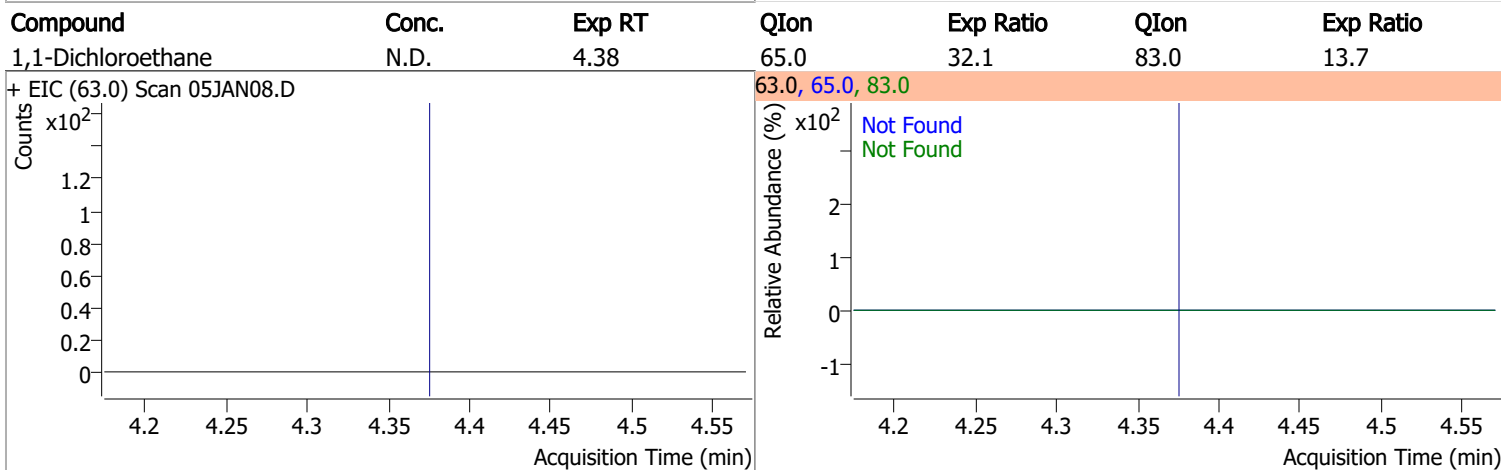 Compound Conc. Exp RT QIon Exp Ratio QIon Exp Ratio
1,1-Dichloroethane N.D. 4.38 65.0 32.1 83.0 13.7
+ EIC (63.0) Scan 05JAN08.D
Counts
x10²
1.2
1
0.8
0.6
0.4
0.2
0
4.2 4.25 4.3 4.35 4.4 4.45 4.5 4.55
Acquisition Time (min)
63.0, 65.0, 83.0
Relative Abundance (%)
x10²
Not Found
Not Found
2
1
0
-1
4.2 4.25 4.3 4.35 4.4 4.45 4.5 4.55
Acquisition Time (min)